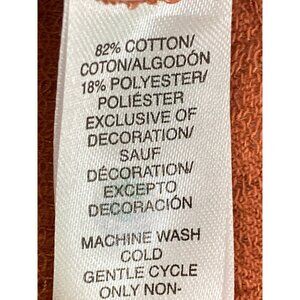 82% COTTON/
COTON/ALGODÓN
18% POLYESTER/
POLIÉSTER
EXCLUSIVE OF
DECORATION/
SAUF
DÉCORATION/
EXCEPTO
DECORACIÓN
MACHINE WASH
COLD
GENTLE CYCLE
ONLY NON-